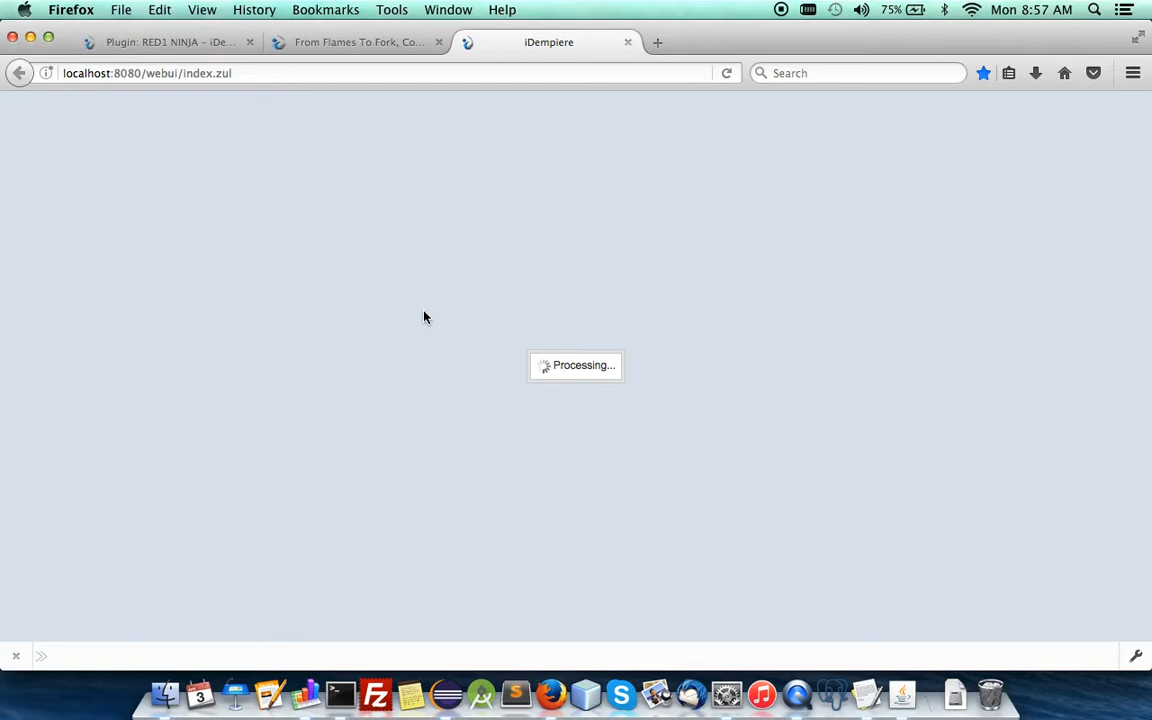 Firefox File Edit View History Bookmarks Tools Window Help 75% Mon 8:57 AM
Plugin: RED1 NINJA – iDe... From Flames To Fork, Co... iDempiere
localhost:8080/webui/index.zul Search
Processing...
3